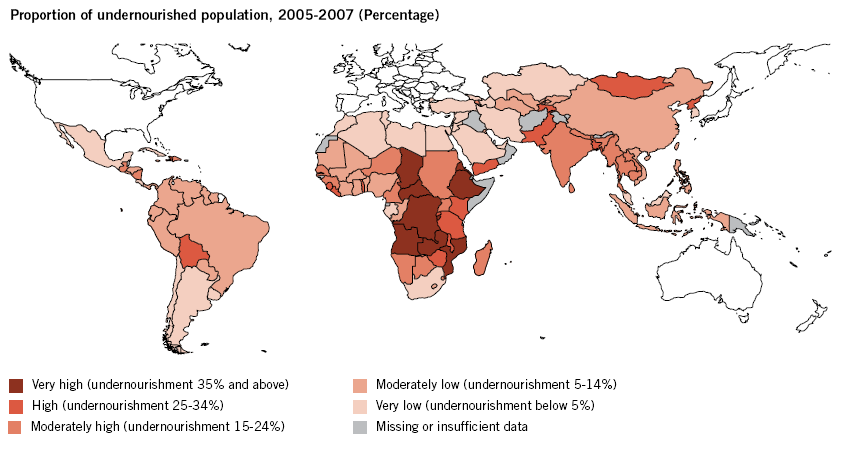 Proportion of undernourished population, 2005-2007 (Percentage)
Very high (undernourishment 35% and above)
High (undernourishment 25-34%)
Moderately high (undernourishment 15-24%)
Moderately low (undernourishment 5-14%)
Very low (undernourishment below 5%)
Missing or insufficient data